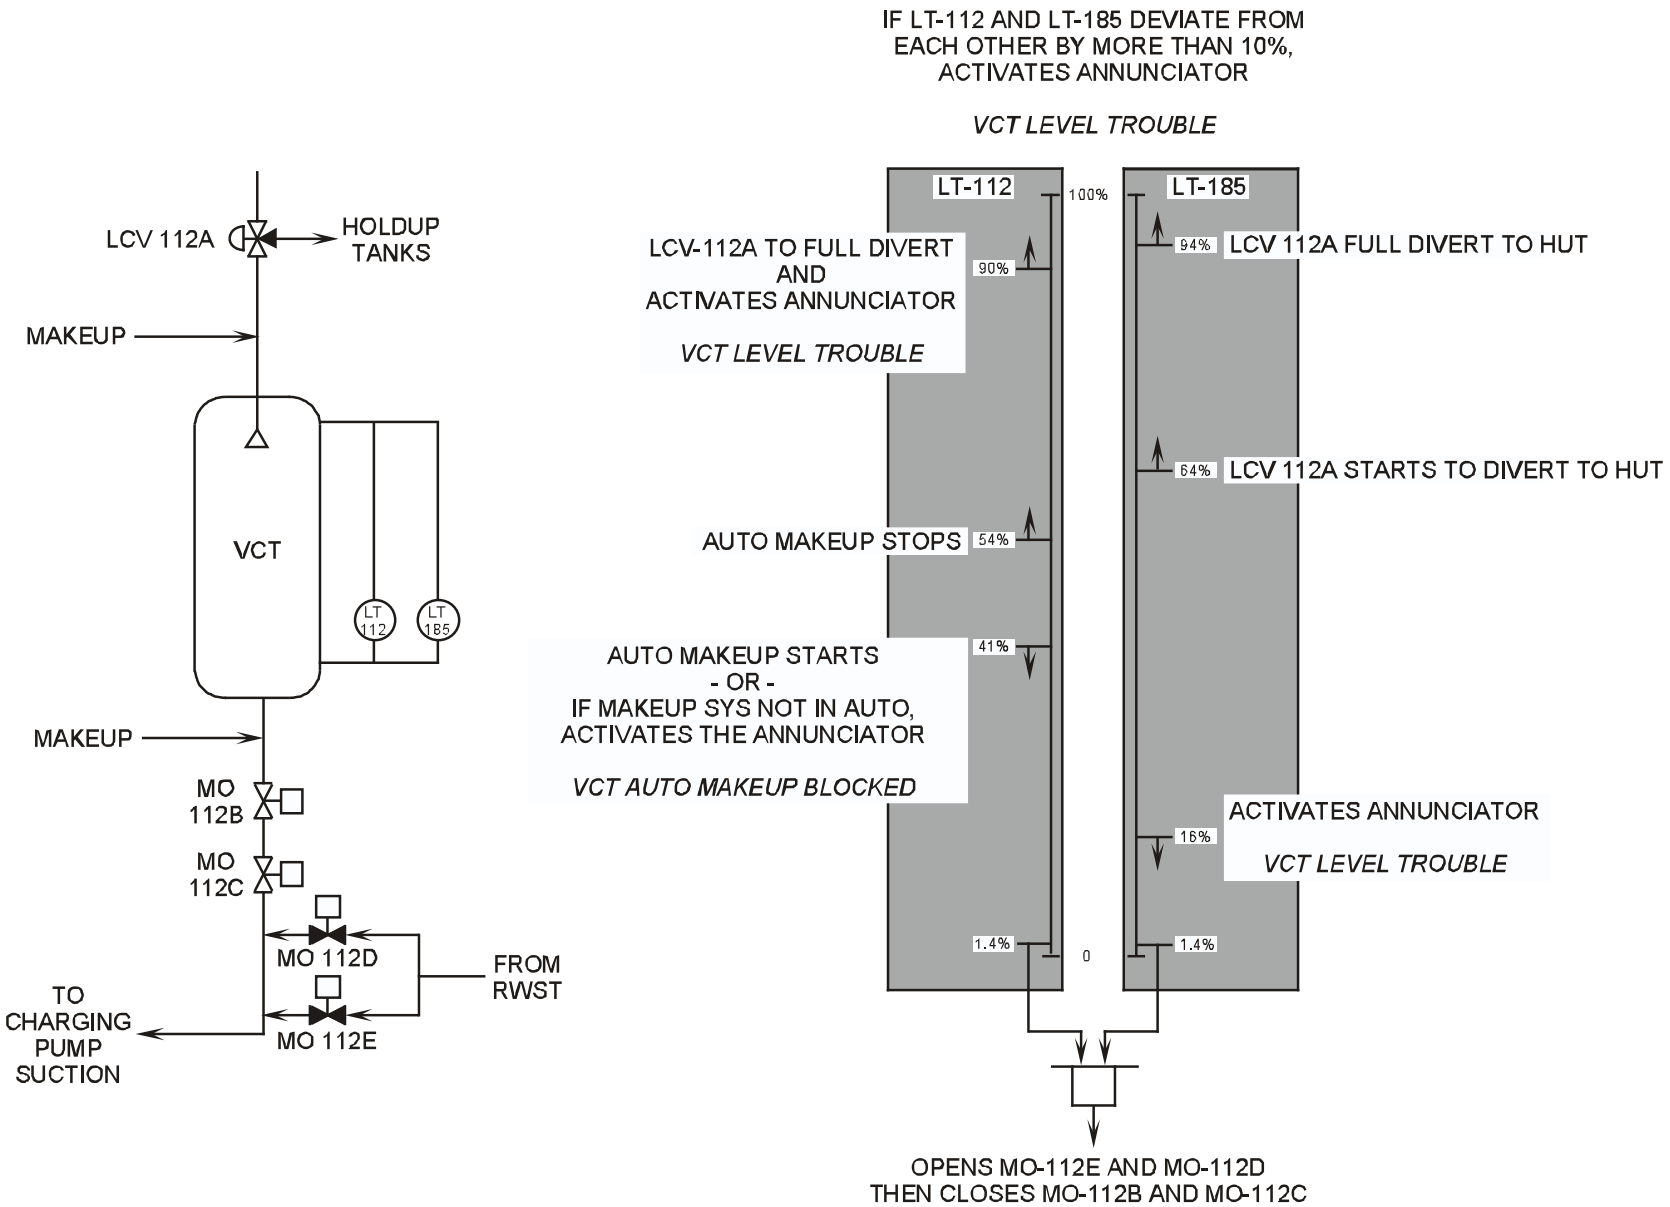 IF LT-112 AND LT-185 DEVIATE FROM
EACH OTHER BY MORE THAN 10%,
ACTIVATES ANNUNCIATOR
VCT LEVEL TROUBLE
LCV 112A
HOLDUP
TANKS
MAKEUP
VCT
LT
112
LT
185
MAKEUP
MO
112B
MO
112C
MO 112D
MO 112E
FROM
RWST
TO
CHARGING
PUMP
SUCTION
LT-112
100%
LT-185
LCV-112A TO FULL DIVERT
AND
ACTIVATES ANNUNCIATOR
VCT LEVEL TROUBLE
90%
94%
LCV 112A FULL DIVERT TO HUT
64%
LCV 112A STARTS TO DIVERT TO HUT
AUTO MAKEUP STOPS
54%
41%
AUTO MAKEUP STARTS
- OR -
IF MAKEUP SYS NOT IN AUTO,
ACTIVATES THE ANNUNCIATOR
VCT AUTO MAKEUP BLOCKED
16%
ACTIVATES ANNUNCIATOR
VCT LEVEL TROUBLE
1.4%
0
1.4%
OPENS MO-112E AND MO-112D
THEN CLOSES MO-112B AND MO-112C